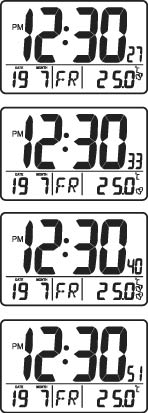 PM 12:30 27
DATE MONTH °C
19 7 FR 25.0
PM 12:30 33
DATE MONTH °C
19 7 FR 25.0
PM 12:30 40
DATE MONTH °C
19 7 FR 25.0
PM 12:30 51
DATE MONTH °C
19 7 FR 25.0